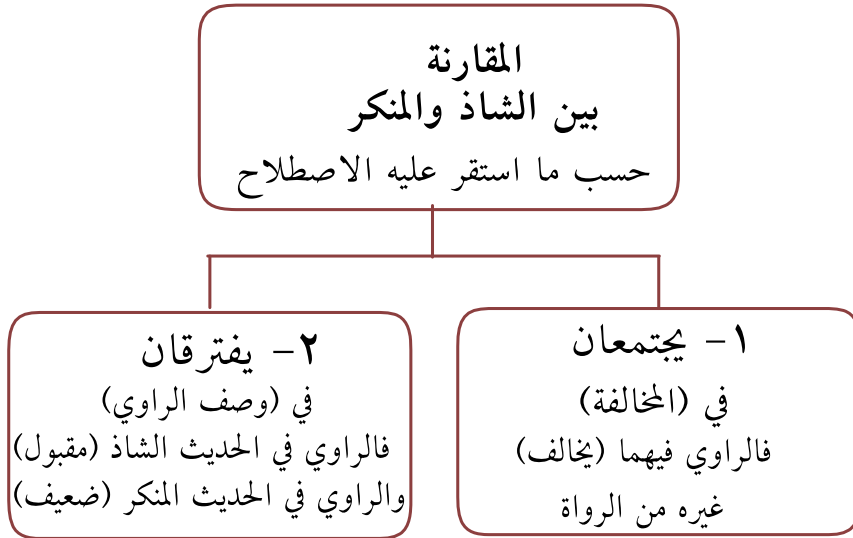 المقارنة
بين الشاذ والمنكر
حسب ما استقر عليه الاصطلاح
١- يجتمعان
في (المخالفة)
فالراوي فيهما (يخالف)
غيره من الرواة
٢- يفترقان
في (وصف الراوي)
فالراوي في الحديث الشاذ (مقبول)
والراوي في الحديث المنكر (ضعيف)